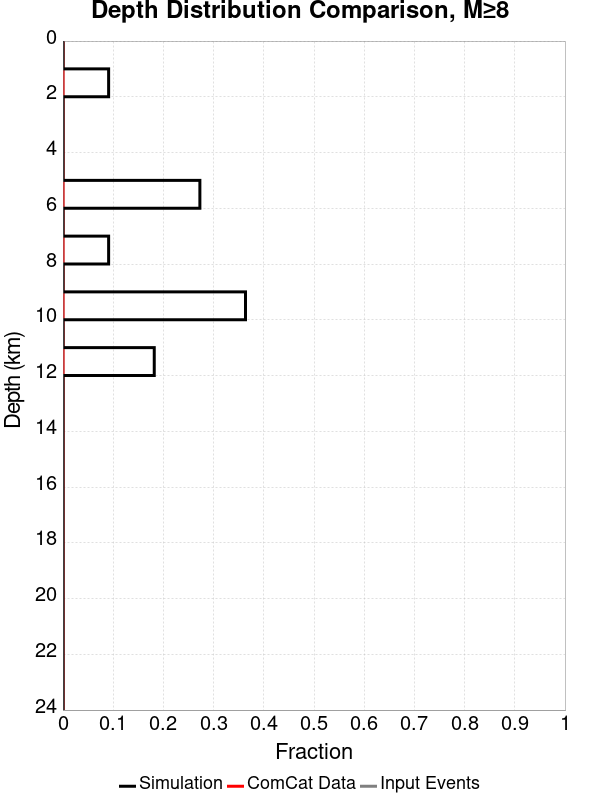 Depth Distribution Comparison, M≥8
0
2
4
6
8
10
12
14
16
18
20
22
24
Depth (km)
0 0.1 0.2 0.3 0.4 0.5 0.6 0.7 0.8 0.9 1
Fraction
Simulation ComCat Data Input Events